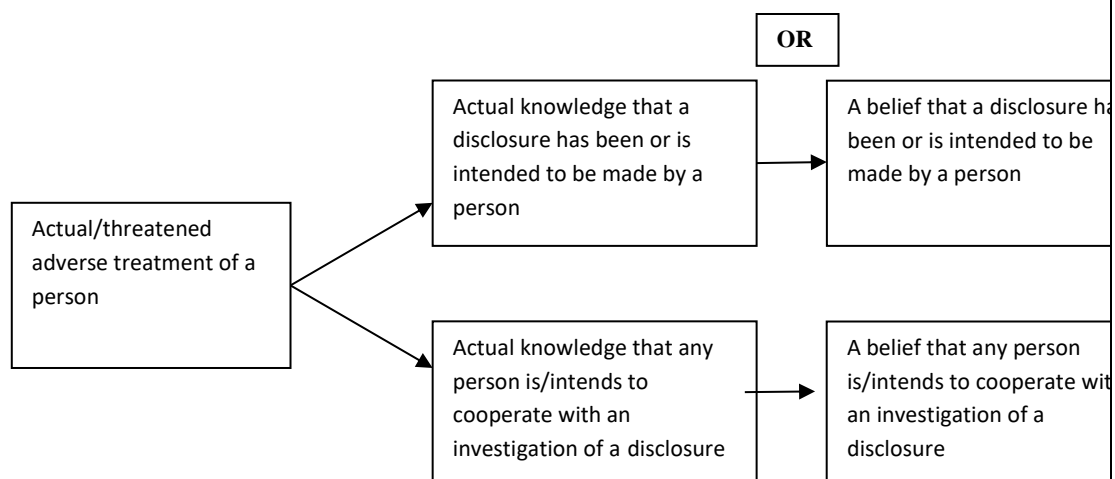 OR
Actual knowledge that a
disclosure has been or is
intended to be made by a
person
A belief that a disclosure
been or is intended to be
made by a person
Actual/threatened
adverse treatment of a
person
Actual knowledge that any
person is/intends to
cooperate with an
investigation of a disclosure
A belief that any person
is/intends to cooperate
an investigation of a
disclosure